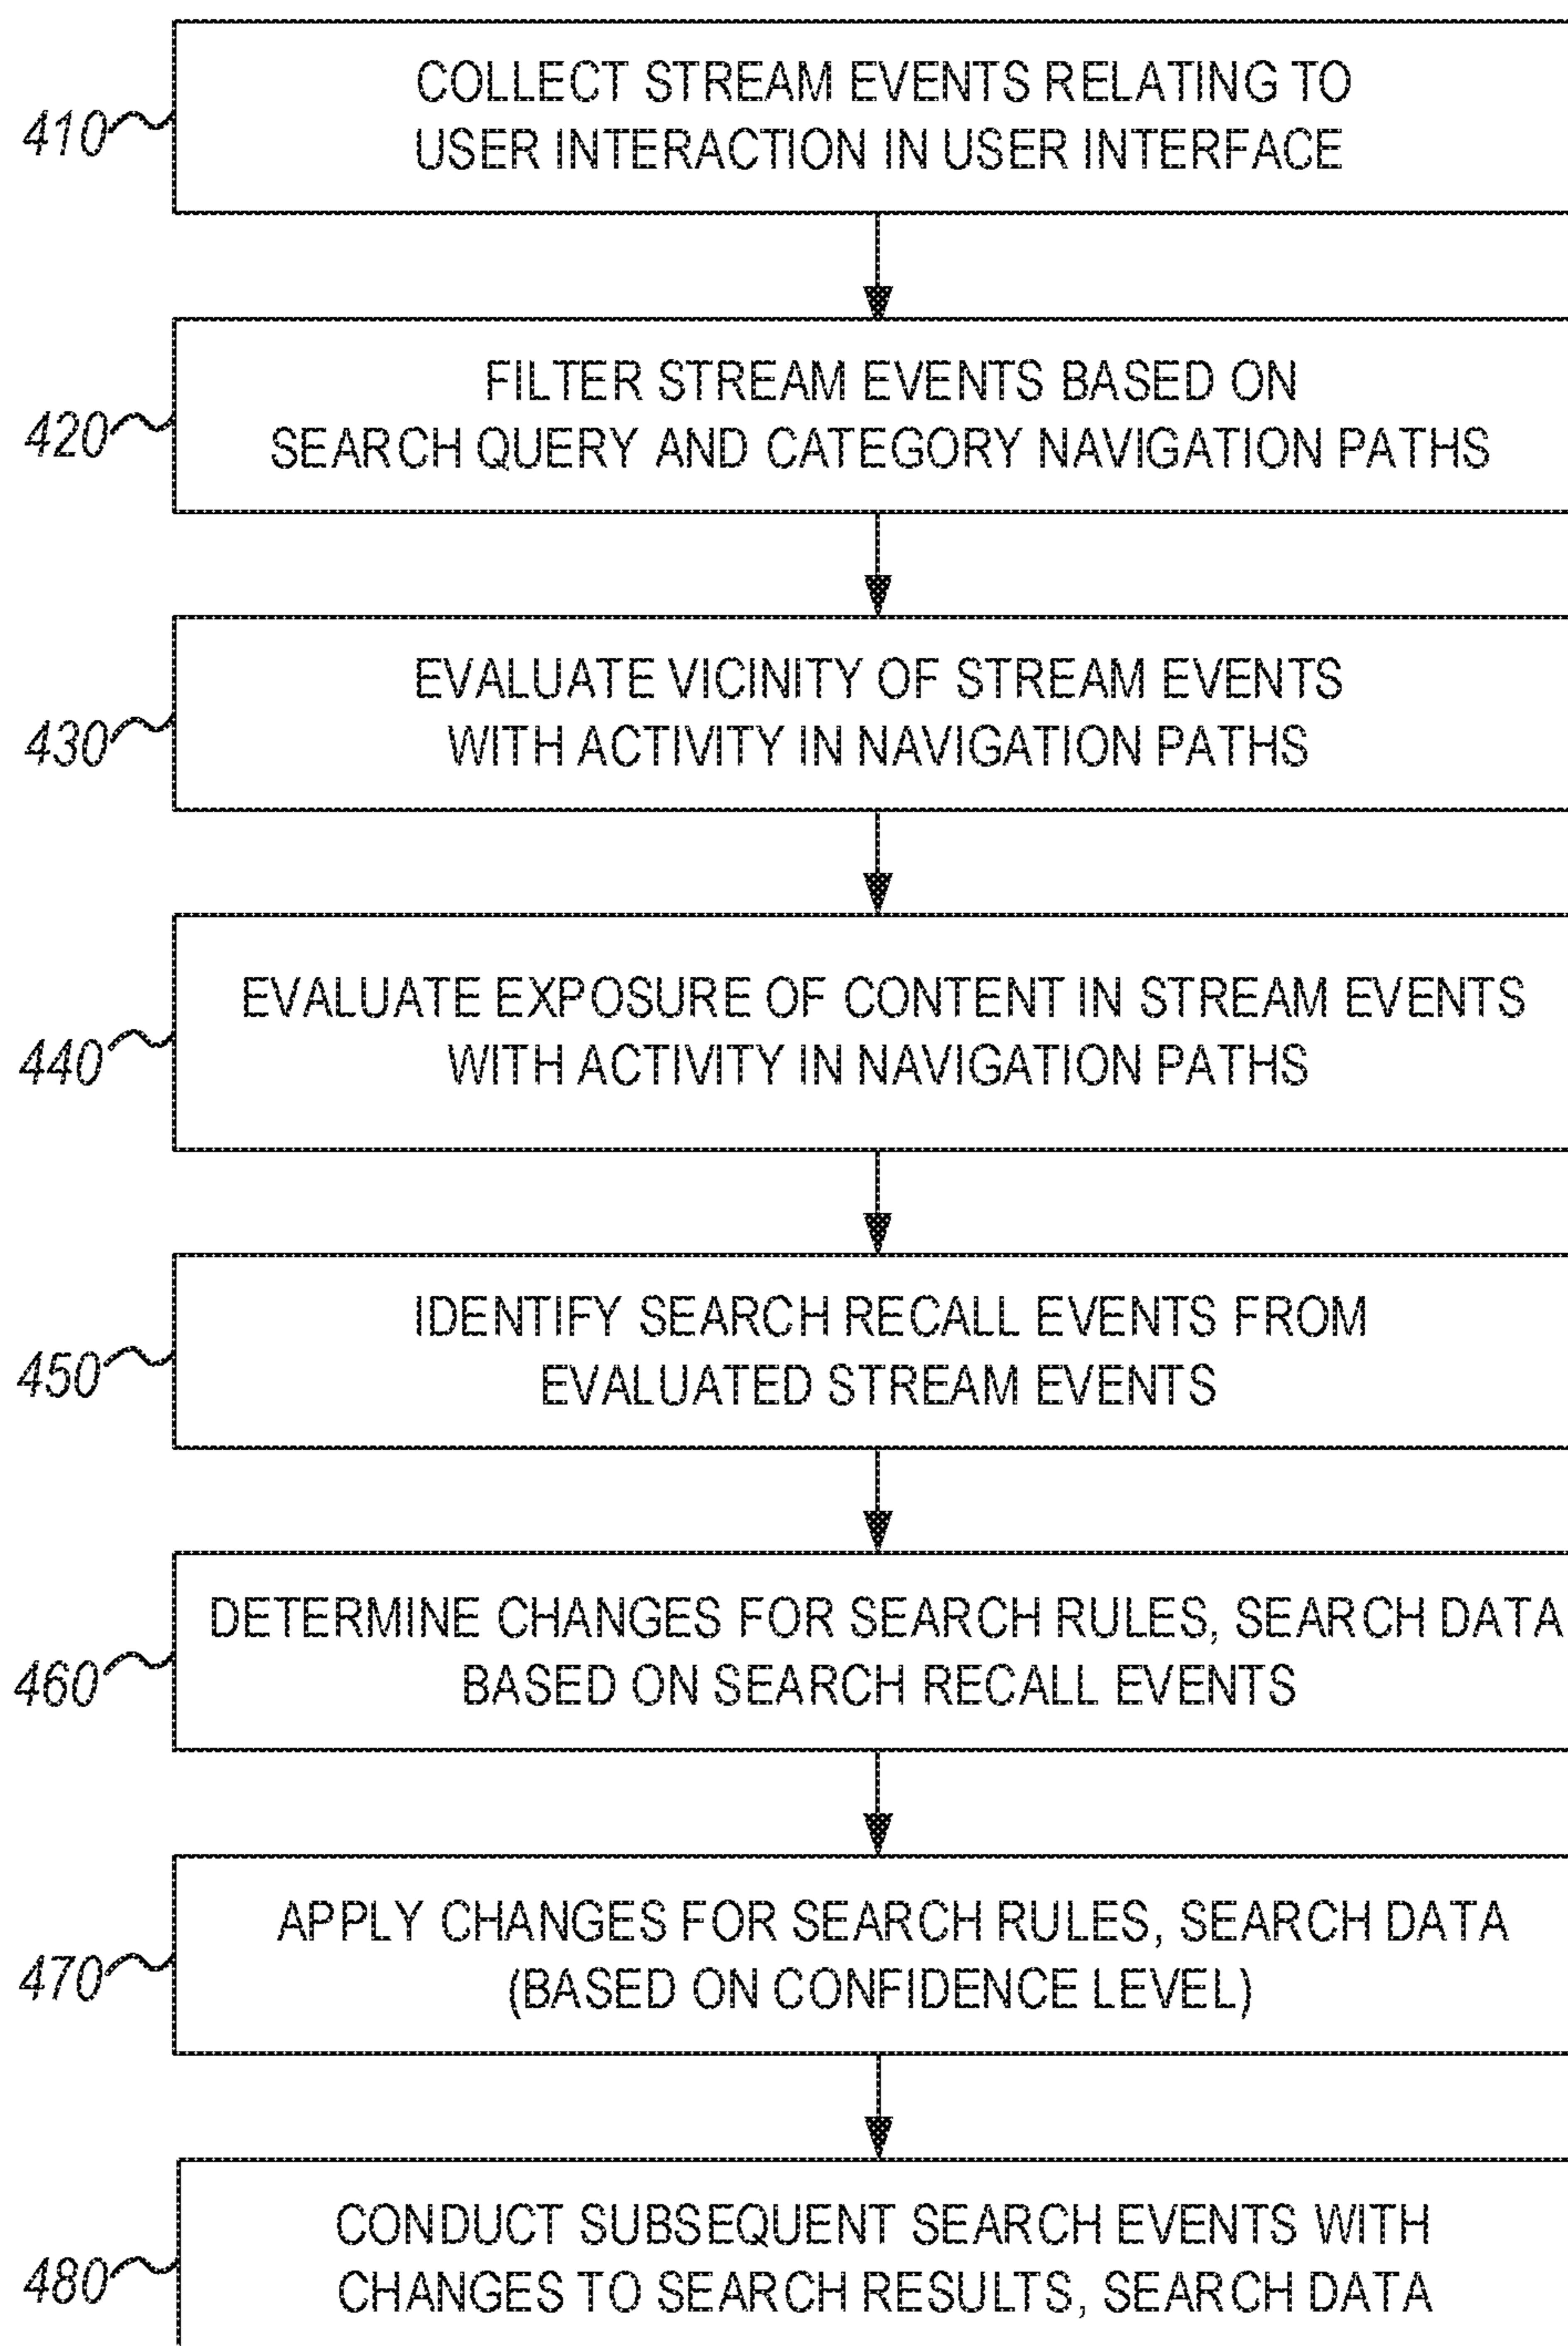 COLLECT STREAM EVENTS RELATING TO
USER INTERACTION IN USER INTERFACE
410
FILTER STREAM EVENTS BASED ON
SEARCH QUERY AND CATEGORY NAVIGATION PATHS
420
EVALUATE VICINITY OF STREAM EVENTS
WITH ACTIVITY IN NAVIGATION PATHS
430
EVALUATE EXPOSURE OF CONTENT IN STREAM EVENTS
WITH ACTIVITY IN NAVIGATION PATHS
440
IDENTIFY SEARCH RECALL EVENTS FROM
EVALUATED STREAM EVENTS
450
DETERMINE CHANGES FOR SEARCH RULES, SEARCH DATA
BASED ON SEARCH RECALL EVENTS
460
APPLY CHANGES FOR SEARCH RULES, SEARCH DATA
(BASED ON CONFIDENCE LEVEL)
470
CONDUCT SUBSEQUENT SEARCH EVENTS WITH
CHANGES TO SEARCH RESULTS, SEARCH DATA
480